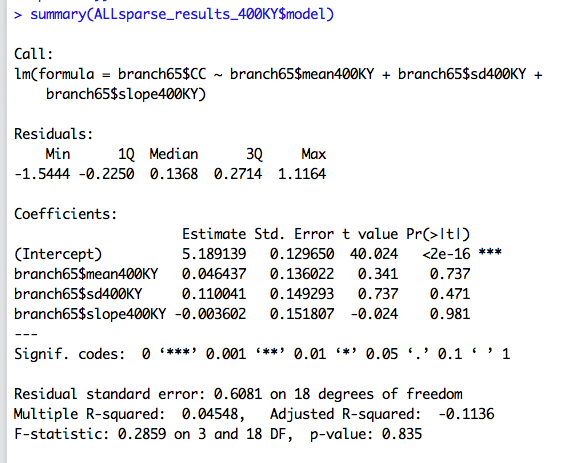 > summary(ALLsparse_results_400KY$model)
Call:
lm(formula = branch65$CC ~ branch65$mean400KY + branch65$sd400KY +
    branch65$slope400KY)
Residuals:
    Min      1Q  Median      3Q     Max
-1.5444 -0.2250  0.1368  0.2714  1.1164
Coefficients:
                     Estimate Std. Error t value Pr(>|t|)
(Intercept)          5.189139   0.129650  40.024   <2e-16 ***
branch65$mean400KY   0.046437   0.136022   0.341    0.737
branch65$sd400KY     0.110041   0.149293   0.737    0.471
branch65$slope400KY -0.003602   0.151807  -0.024    0.981
---
Signif. codes:  0 ‘***’ 0.001 ‘**’ 0.01 ‘*’ 0.05 ‘.’ 0.1 ‘ ’ 1
Residual standard error: 0.6081 on 18 degrees of freedom
Multiple R-squared:  0.04548,	Adjusted R-squared:  -0.1136
F-statistic: 0.2859 on 3 and 18 DF,  p-value: 0.835